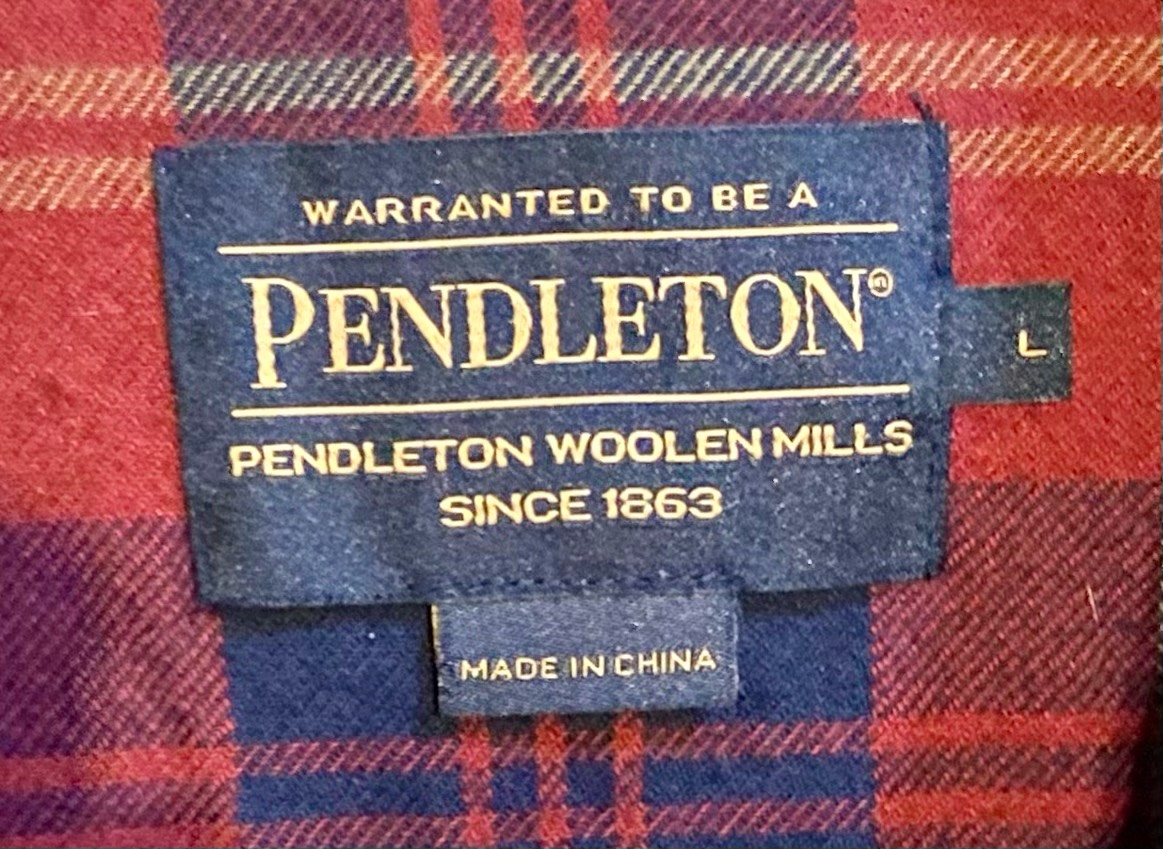 WARRANTED TO BE A
PENDLETON®
L
PENDLETON WOOLEN MILLS
SINCE 1863
MADE IN CHINA